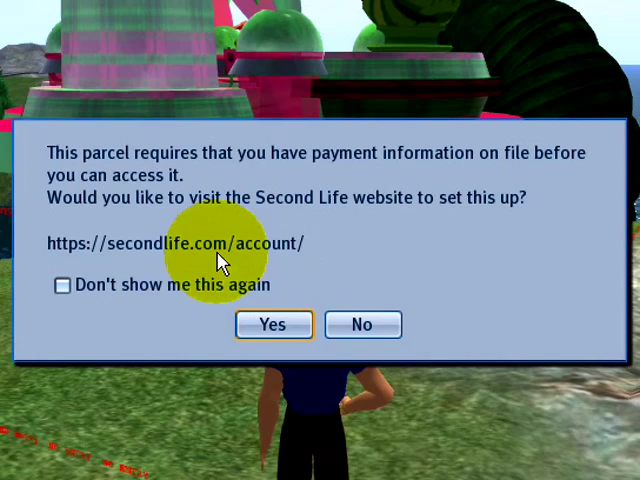 This parcel requires that you have payment information on file before
you can access it.
Would you like to visit the Second Life website to set this up?
https://secondlife.com/account/
Don't show me this again
Yes
No